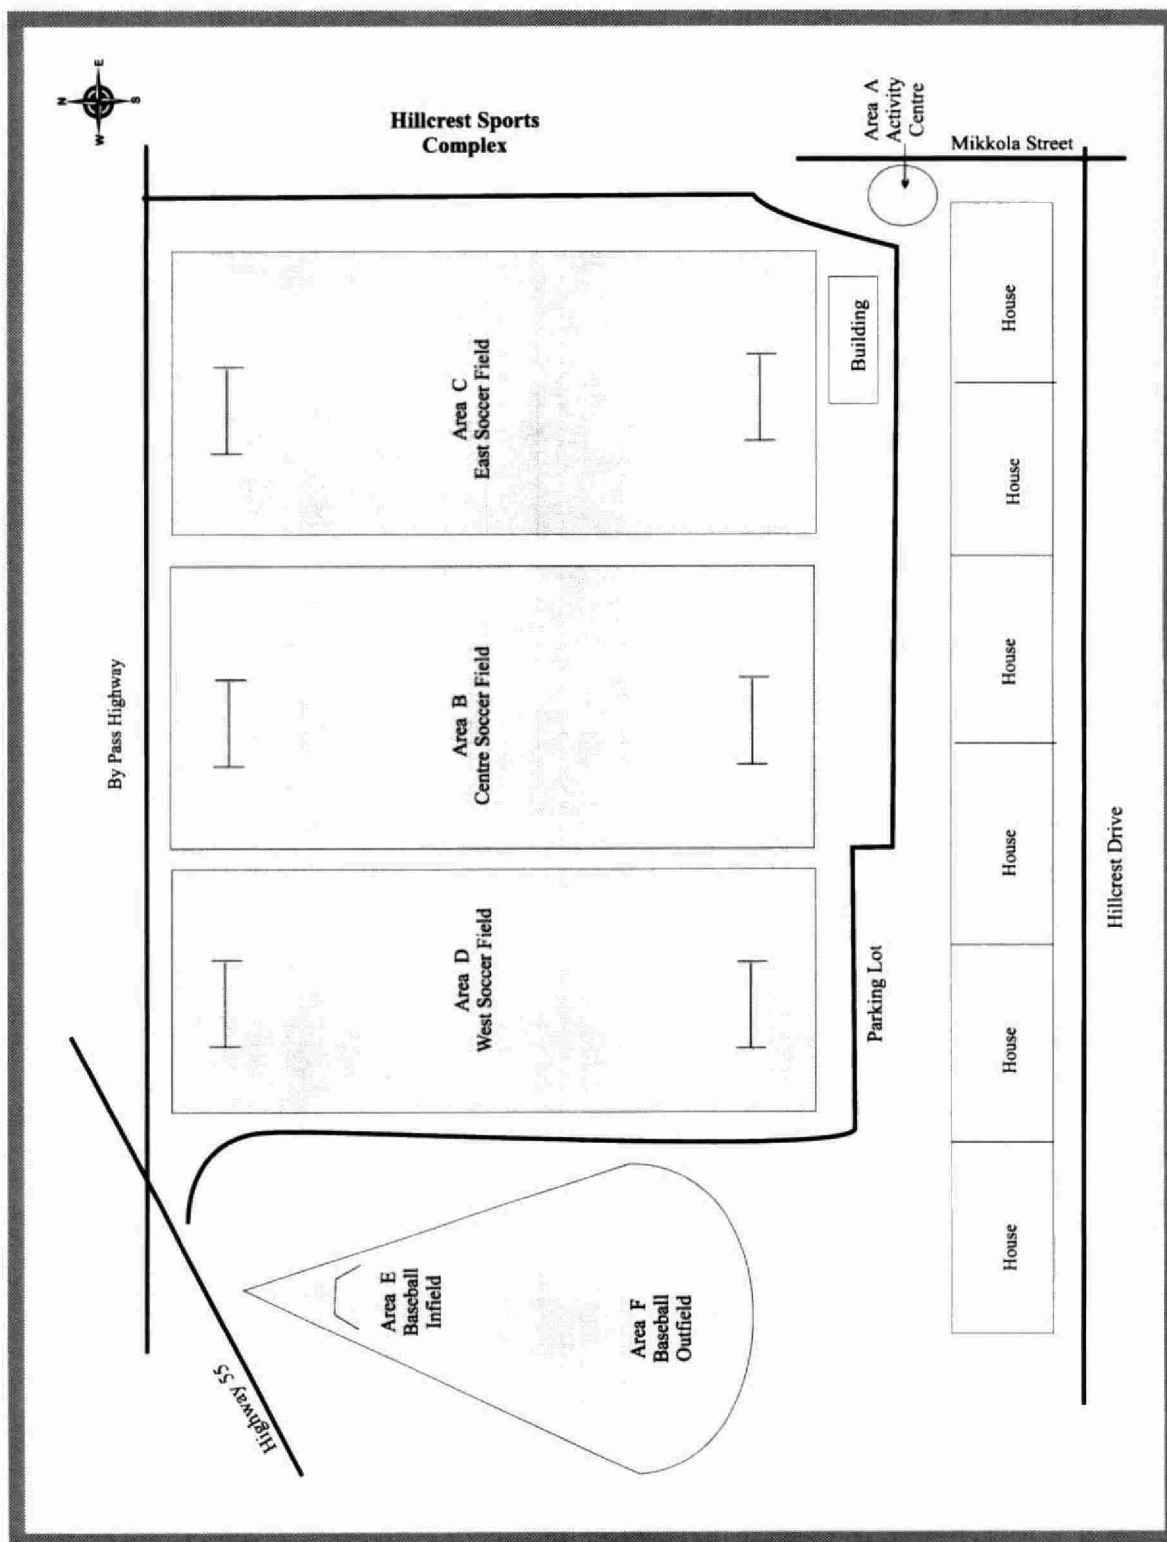 N
E
S
W
Hillcrest Sports
Complex
Area A
Activity
Centre
Mikkola Street
By Pass Highway
Area C
East Soccer Field
Building
Area B
Centre Soccer Field
Area D
West Soccer Field
Parking Lot
Highway 55
Area E
Baseball
Infield
Area F
Baseball
Outfield
House
House
House
House
House
House
Hillcrest Drive